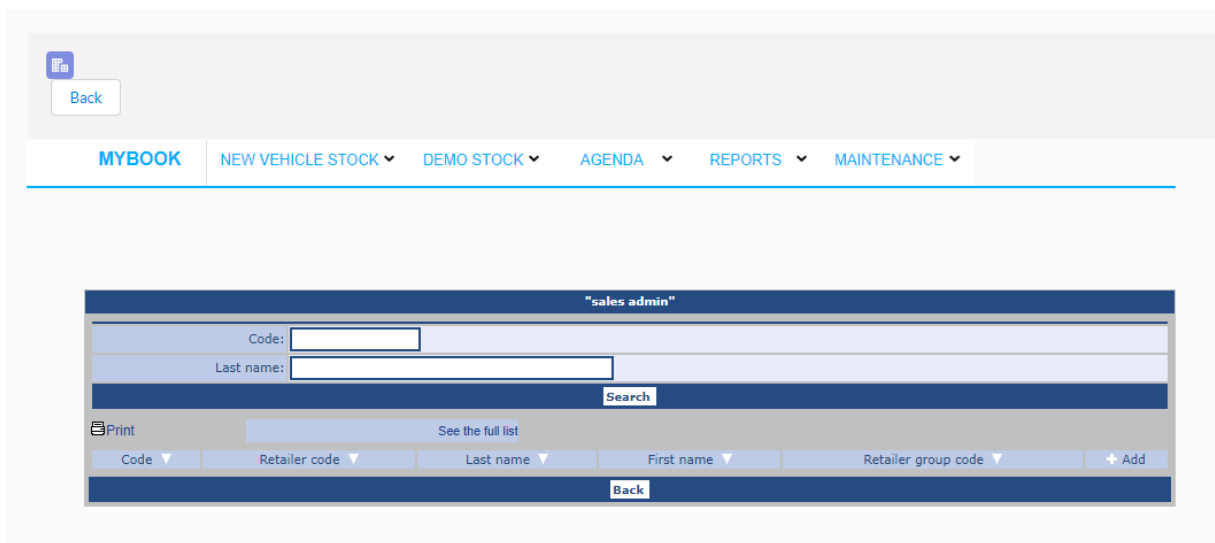 Back
MYBOOK NEW VEHICLE STOCK DEMO STOCK AGENDA REPORTS MAINTENANCE
"sales admin"
Code:
Last name:
Search
Print See the full list
Code Retailer code Last name First name Retailer group code Add
Back